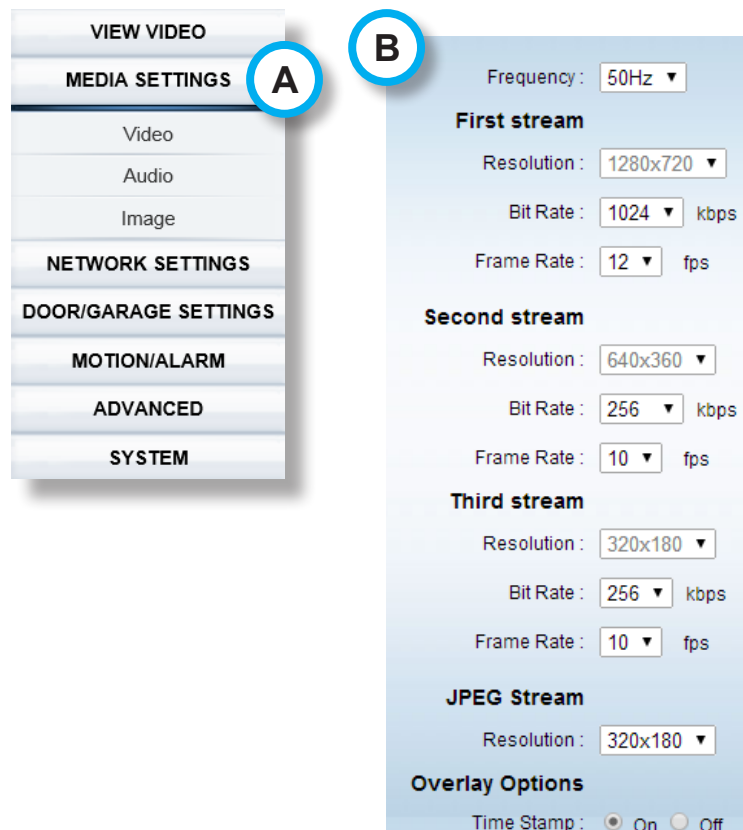 VIEW VIDEO
MEDIA SETTINGS
A
Video
Audio
Image
NETWORK SETTINGS
DOOR/GARAGE SETTINGS
MOTION/ALARM
ADVANCED
SYSTEM
B
Frequency: 50Hz
First stream
Resolution: 1280x720
Bit Rate: 1024 kbps
Frame Rate: 12 fps
Second stream
Resolution: 640x360
Bit Rate: 256 kbps
Frame Rate: 10 fps
Third stream
Resolution: 320x180
Bit Rate: 256 kbps
Frame Rate: 10 fps
JPEG Stream
Resolution: 320x180
Overlay Options
Time Stamp: On Off